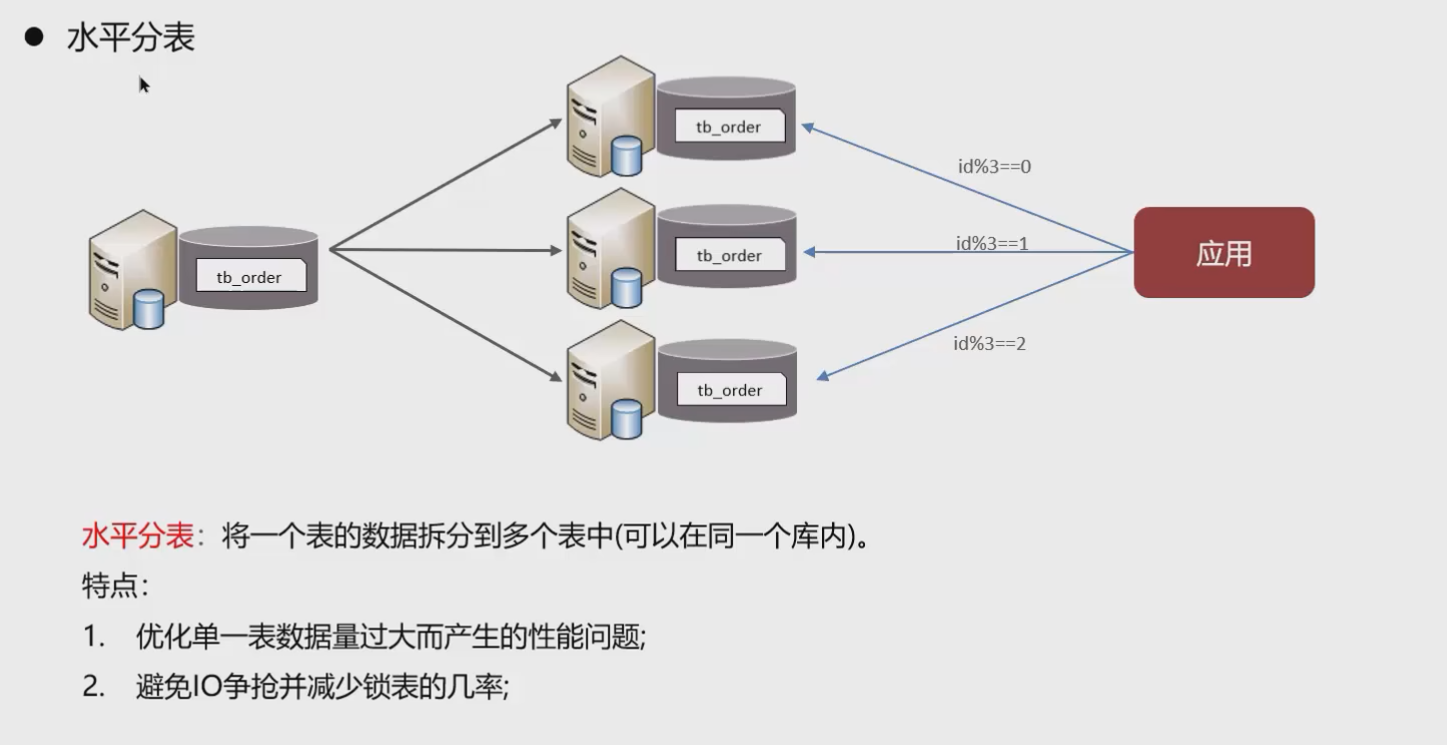 水平分表
tb_order
id%3==0
tb_order
tb_order
id%3==1
应用
tb_order
id%3==2
水平分表：将一个表的数据拆分到多个表中(可以在同一个库内)。
特点：
1. 优化单一表数据量过大而产生的性能问题;
2. 避免IO争抢并减少锁表的几率;